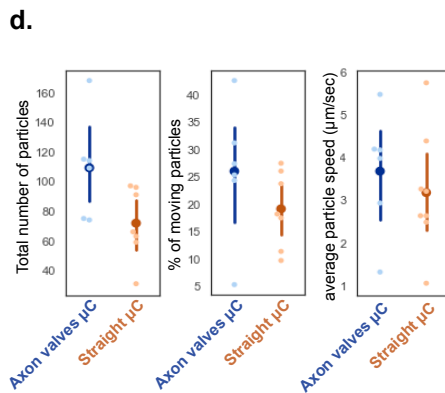 d.
Total number of particles
160
140
120
100
80
60
40
Axon valves µC
Straight µC
% of moving particles
40
35
30
25
20
15
10
5
Axon valves µC
Straight µC
average particle speed (µm/sec)
6
5
4
3
2
1
Axon valves µC
Straight µC